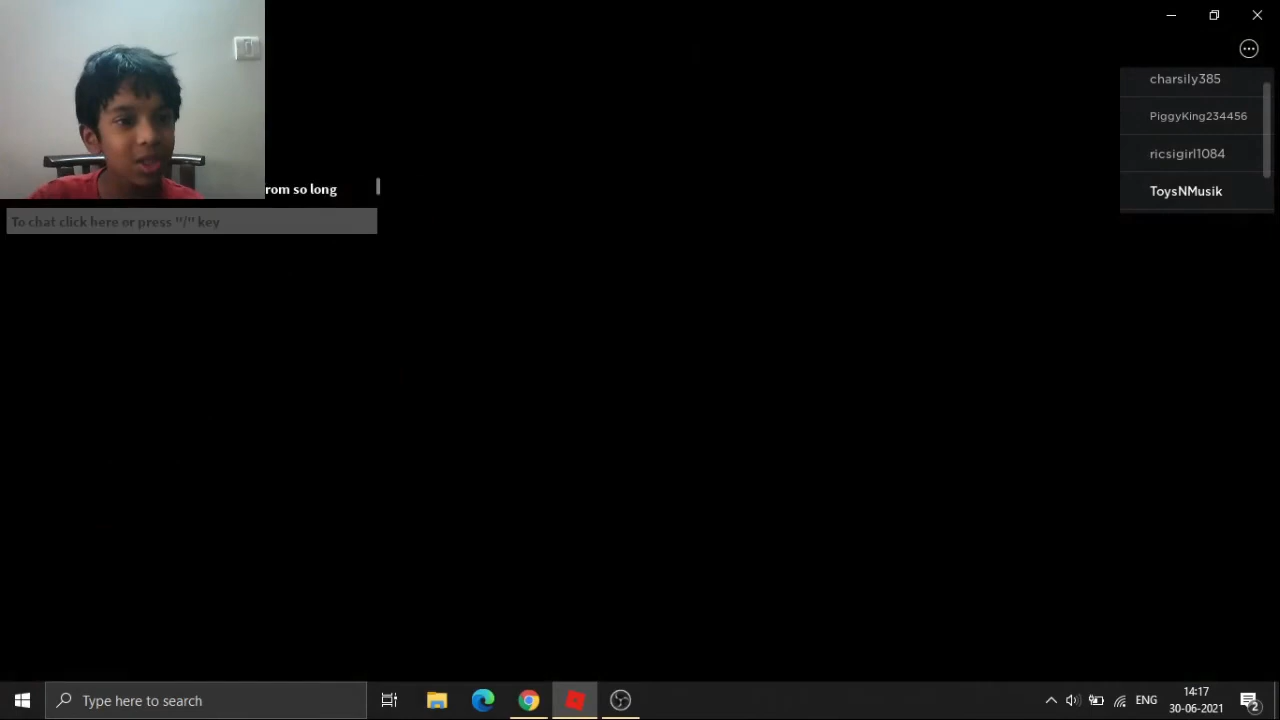 charsily385
PiggyKing234456
ricsigirl1084
ToysNMusik
rom so long
To chat click here or press "/" key
Type here to search
ENG
14:17
30-06-2021
2